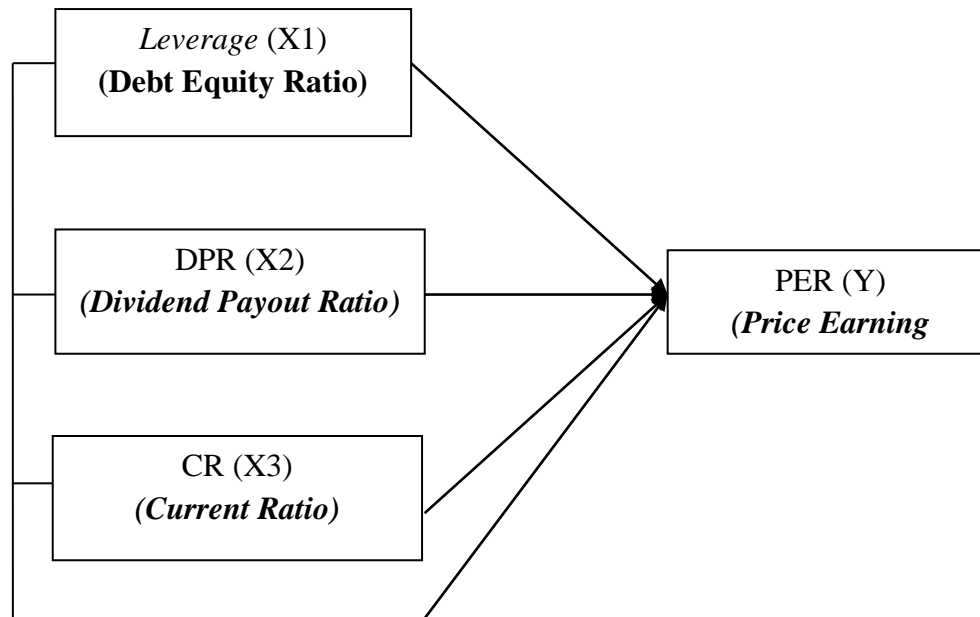 Leverage (X1)
(Debt Equity Ratio)
DPR (X2)
(Dividend Payout Ratio)
PER (Y)
(Price Earning
CR (X3)
(Current Ratio)